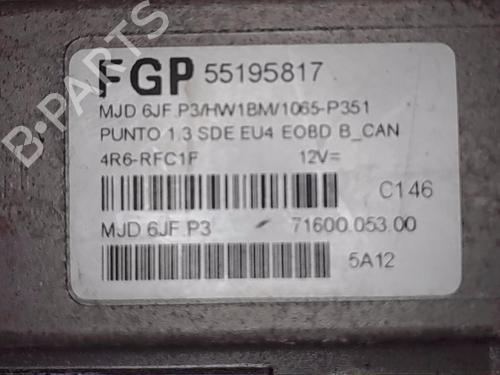 FGP 55195817
MJD 6JF.P3/HW1BM/1065-P351
PUNTO 1.3 SDE EU4 EOBD B_CAN
4R6-RFC1F 12V=
C146
MJD 6JF.P3 71600.053.00
5A12
B-PARTS